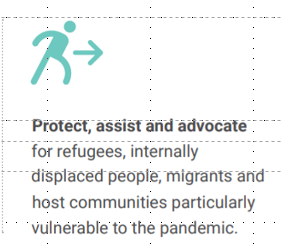 Protect, assist and advocate
for refugees, internally
displaced people, migrants and
host communities particularly
vulnerable to the pandemic.